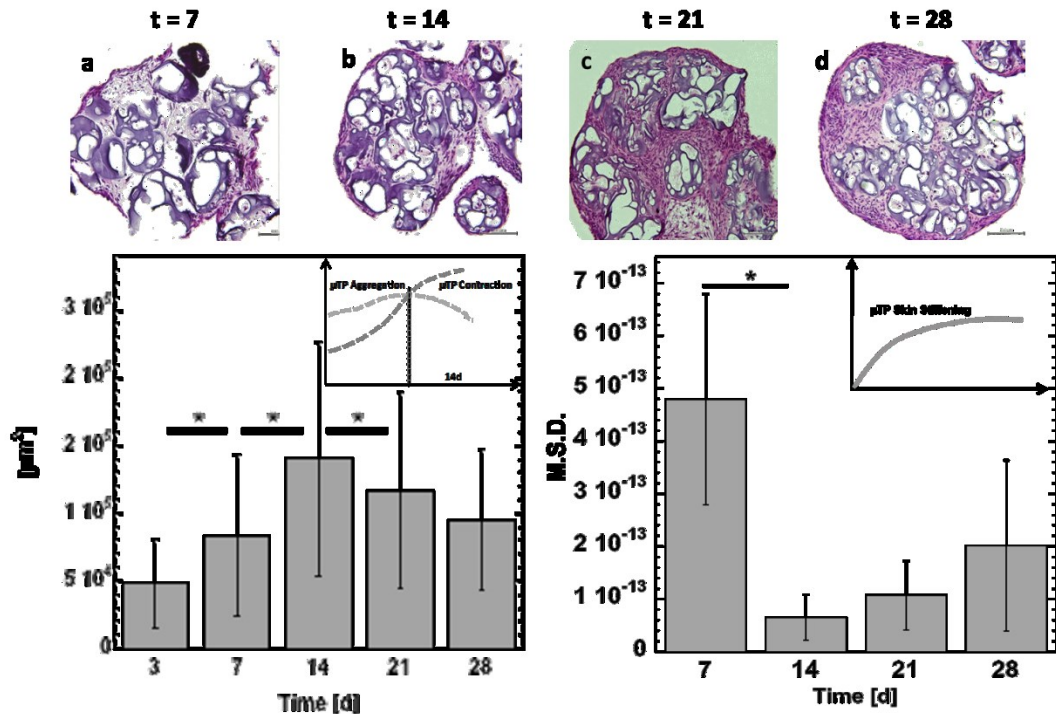 t = 7
t = 14
t = 21
t = 28
a
b
c
d
[µm²]
3 10⁵
2 10⁵
2 10⁵
1 10⁵
5 10⁴
0
µTP Aggregation
µTP Contraction
14d
*
*
*
3
7
14
21
28
Time [d]
M.S.D.
7 10⁻¹³
6 10⁻¹³
5 10⁻¹³
4 10⁻¹³
3 10⁻¹³
2 10⁻¹³
1 10⁻¹³
0
*
µTP Skin Stiffening
7
14
21
28
Time [d]